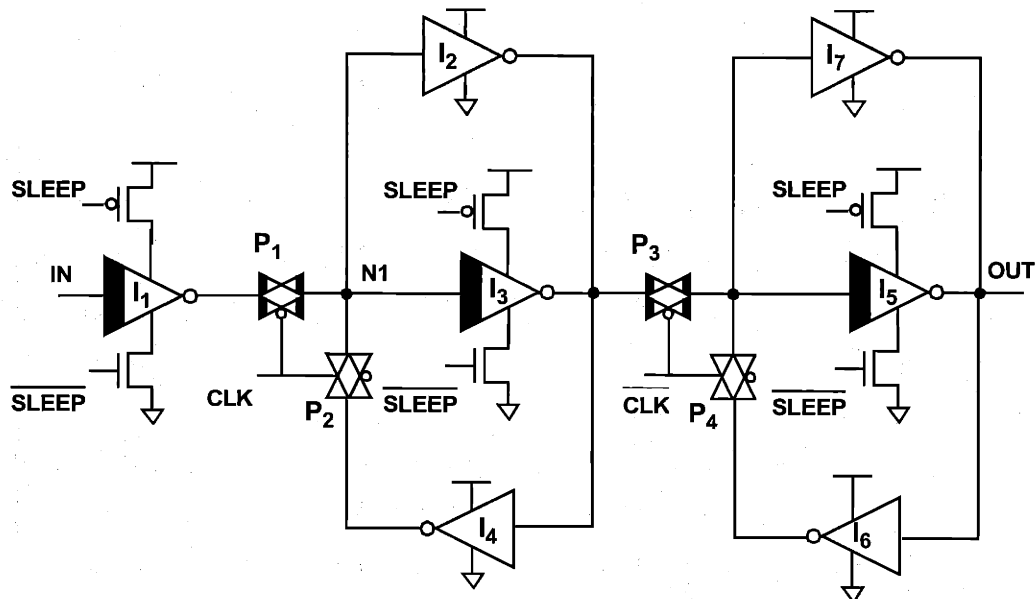 I2
I7
SLEEP
SLEEP
SLEEP
P1
P3
IN
I1
N1
I3
I5
OUT
CLK
SLEEP
P2
SLEEP
CLK
P4
SLEEP
I4
I6